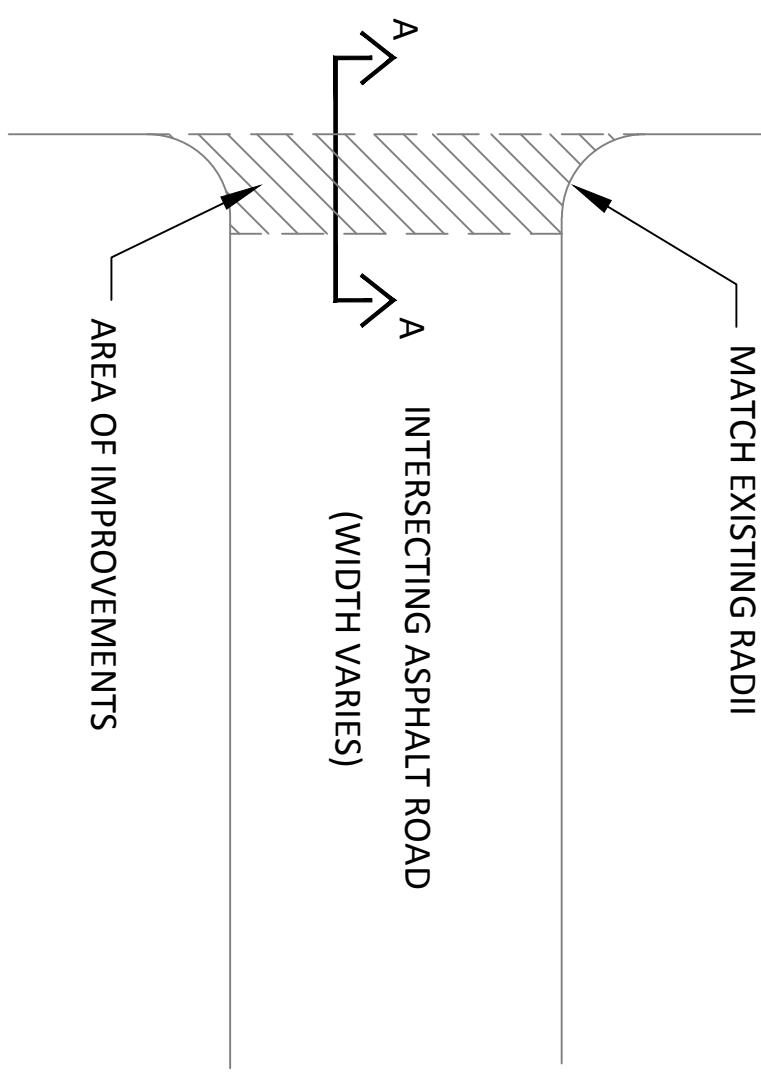 MATCH EXISTING RADII
A
A
INTERSECTING ASPHALT ROAD
(WIDTH VARIES)
AREA OF IMPROVEMENTS